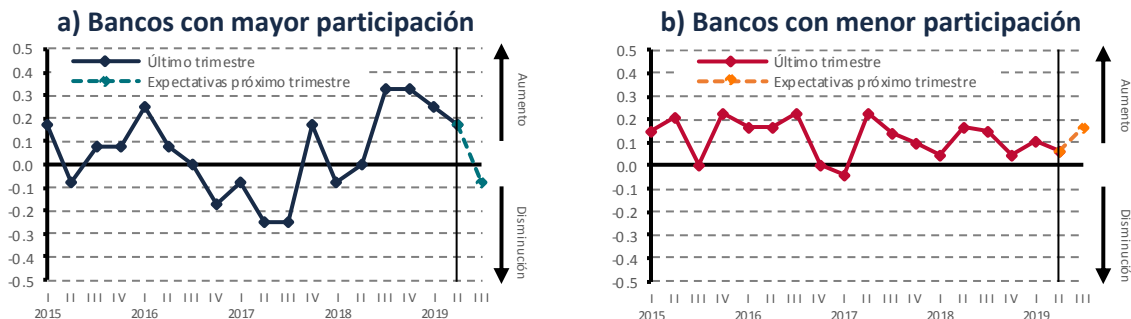 a) Bancos con mayor participación
0.5
0.4
0.3
0.2
0.1
0.0
-0.1
-0.2
-0.3
-0.4
-0.5
Último trimestre
Expectativas próximo trimestre
Aumento
Disminución
I II III IV I II III IV I II III IV I II III IV I II III
2015 2016 2017 2018 2019
b) Bancos con menor participación
0.5
0.4
0.3
0.2
0.1
0.0
-0.1
-0.2
-0.3
-0.4
-0.5
Último trimestre
Expectativas próximo trimestre
Aumento
Disminución
I II III IV I II III IV I II III IV I II III IV I II III
2015 2016 2017 2018 2019